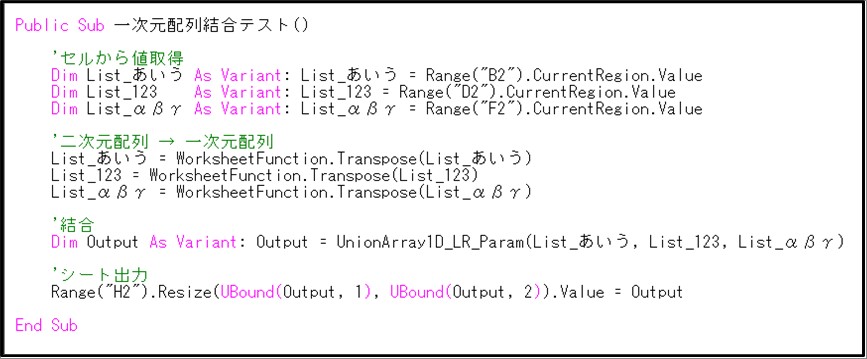 Public Sub 一次元配列結合テスト()
'セルから値取得
Dim List_あいう As Variant: List_あいう = Range("B2").CurrentRegion.Value
Dim List_123 As Variant: List_123 = Range("D2").CurrentRegion.Value
Dim List_αβγ As Variant: List_αβγ = Range("F2").CurrentRegion.Value
'二次元配列 → 一次元配列
List_あいう = WorksheetFunction.Transpose(List_あいう)
List_123 = WorksheetFunction.Transpose(List_123)
List_αβγ = WorksheetFunction.Transpose(List_αβγ)
'結合
Dim Output As Variant: Output = UnionArray1D_LR_Param(List_あいう, List_123, List_αβγ)
'シート出力
Range("H2").Resize(UBound(Output, 1), UBound(Output, 2)).Value = Output
End Sub